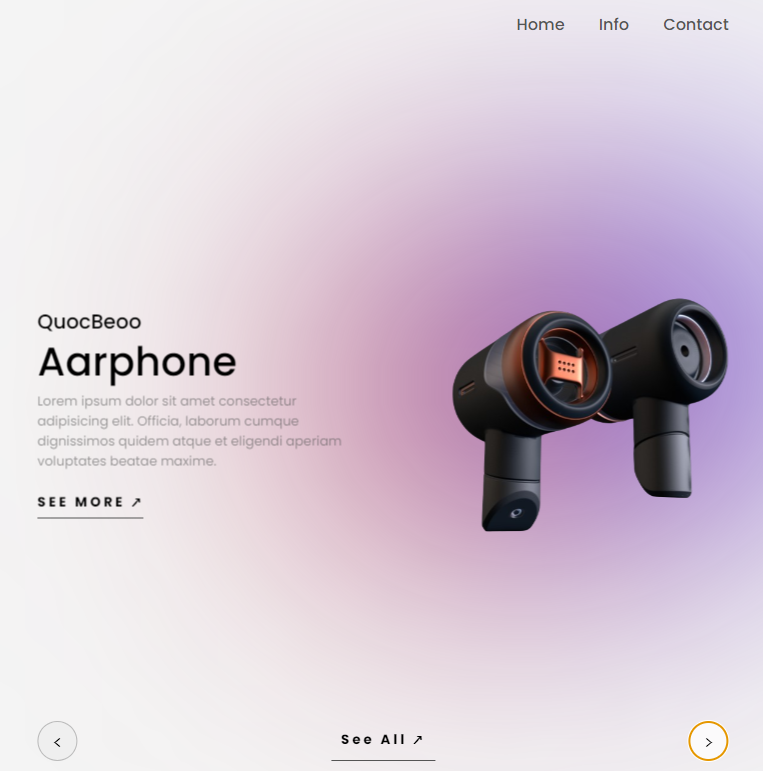 Home Info Contact
QuocBeoo
Aarphone
Lorem ipsum dolor sit amet consectetur
adipisicing elit. Officia, laborum cumque
dignissimos quidem atque et eligendi aperiam
voluptates beatae maxime.
SEE MORE ↗
< See All ↗ >